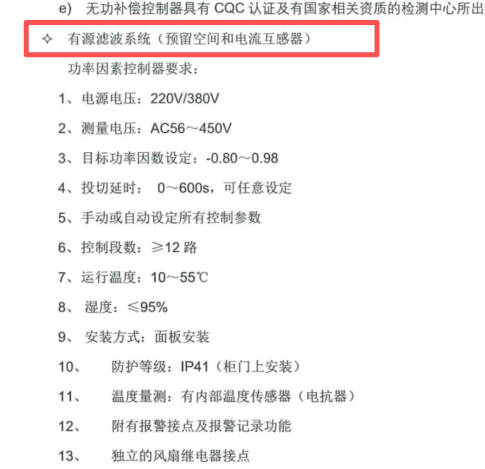 e) 无功补偿控制器具有 CQC 认证及有国家相关资质的检测中心所出
✧ 有源滤波系统（预留空间和电流互感器）
功率因素控制器要求：
1、电源电压：220V/380V
2、测量电压：AC56～450V
3、目标功率因数设定：-0.80～0.98
4、投切延时： 0～600s，可任意设定
5、手动或自动设定所有控制参数
6、控制段数：≥12 路
7、运行温度：10～55℃
8、 湿度：≤95%
9、 安装方式：面板安装
10、 防护等级：IP41（柜门上安装）
11、 温度量测：有内部温度传感器（电抗器）
12、 附有报警接点及报警记录功能
13、 独立的风扇继电器接点